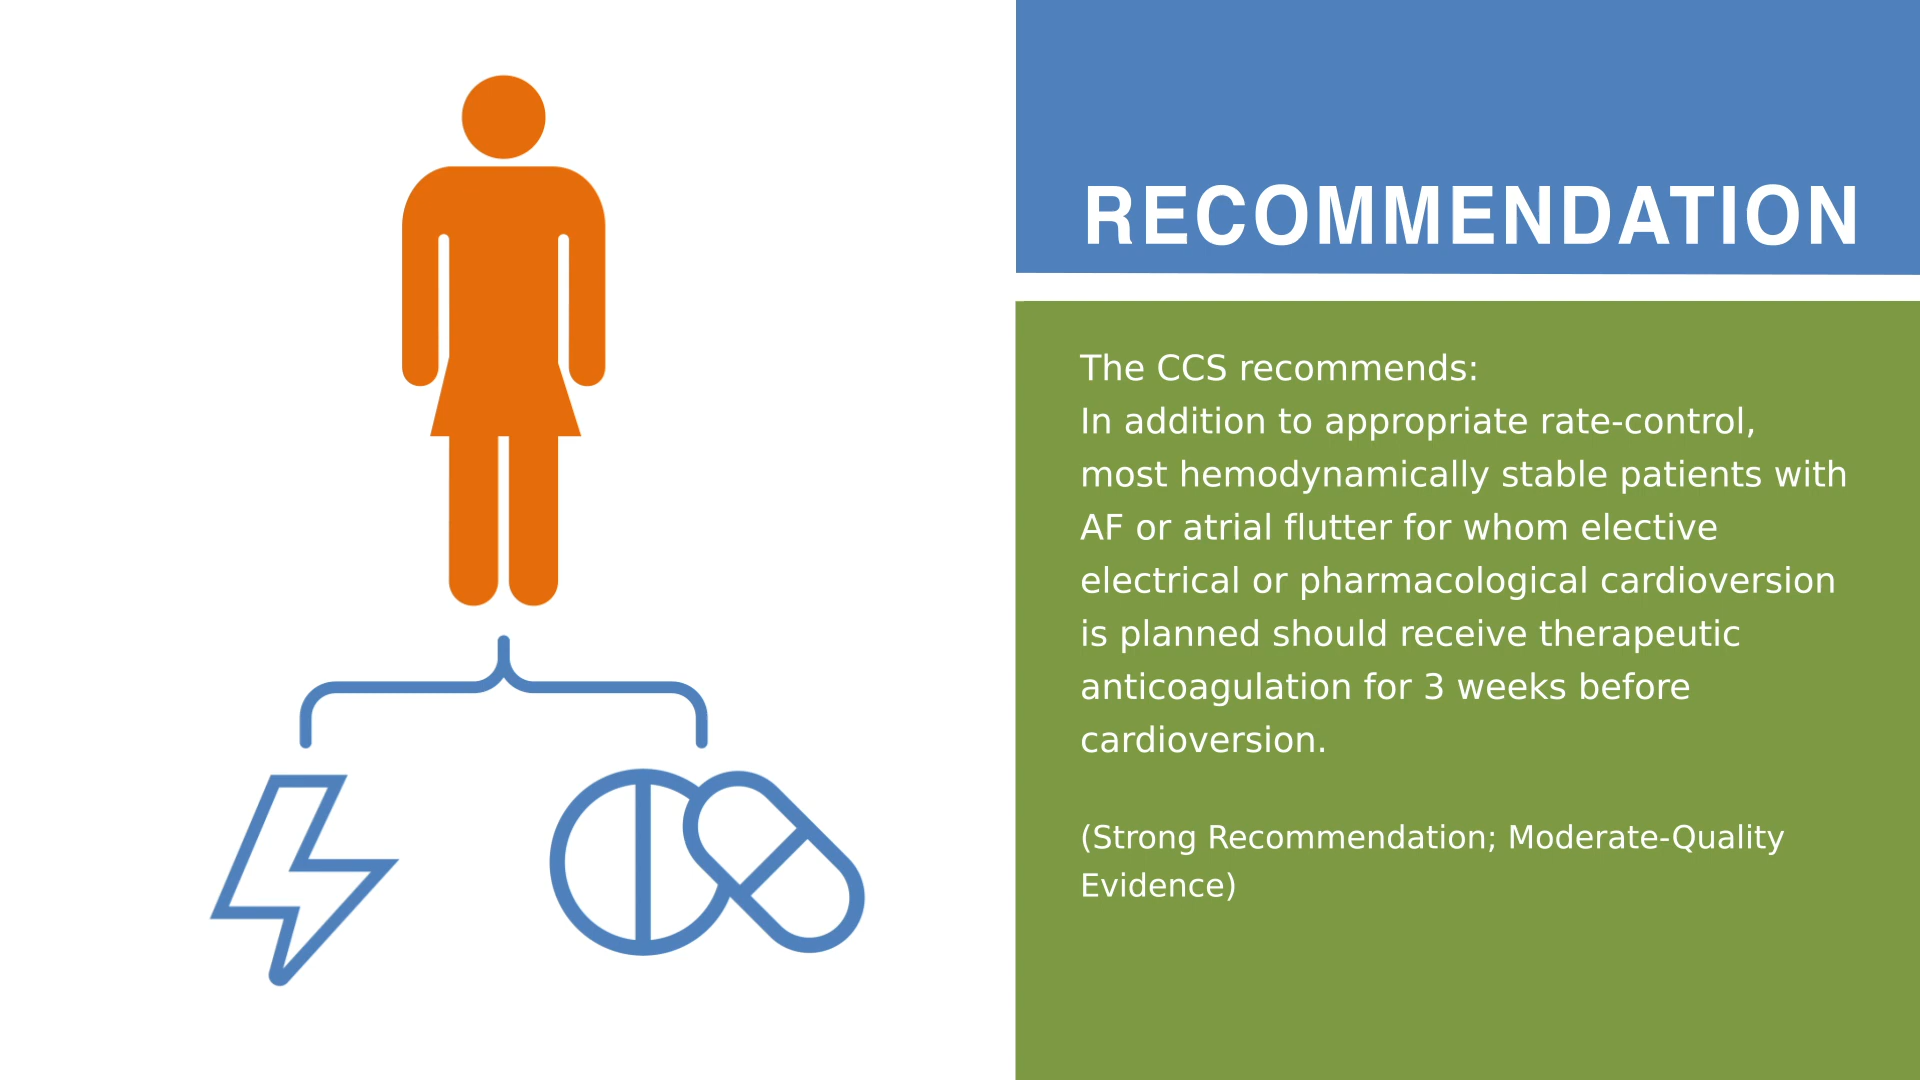 RECOMMENDATION
The CCS recommends:
In addition to appropriate rate-control,
most hemodynamically stable patients with
AF or atrial flutter for whom elective
electrical or pharmacological cardioversion
is planned should receive therapeutic
anticoagulation for 3 weeks before
cardioversion.
(Strong Recommendation; Moderate-Quality
Evidence)